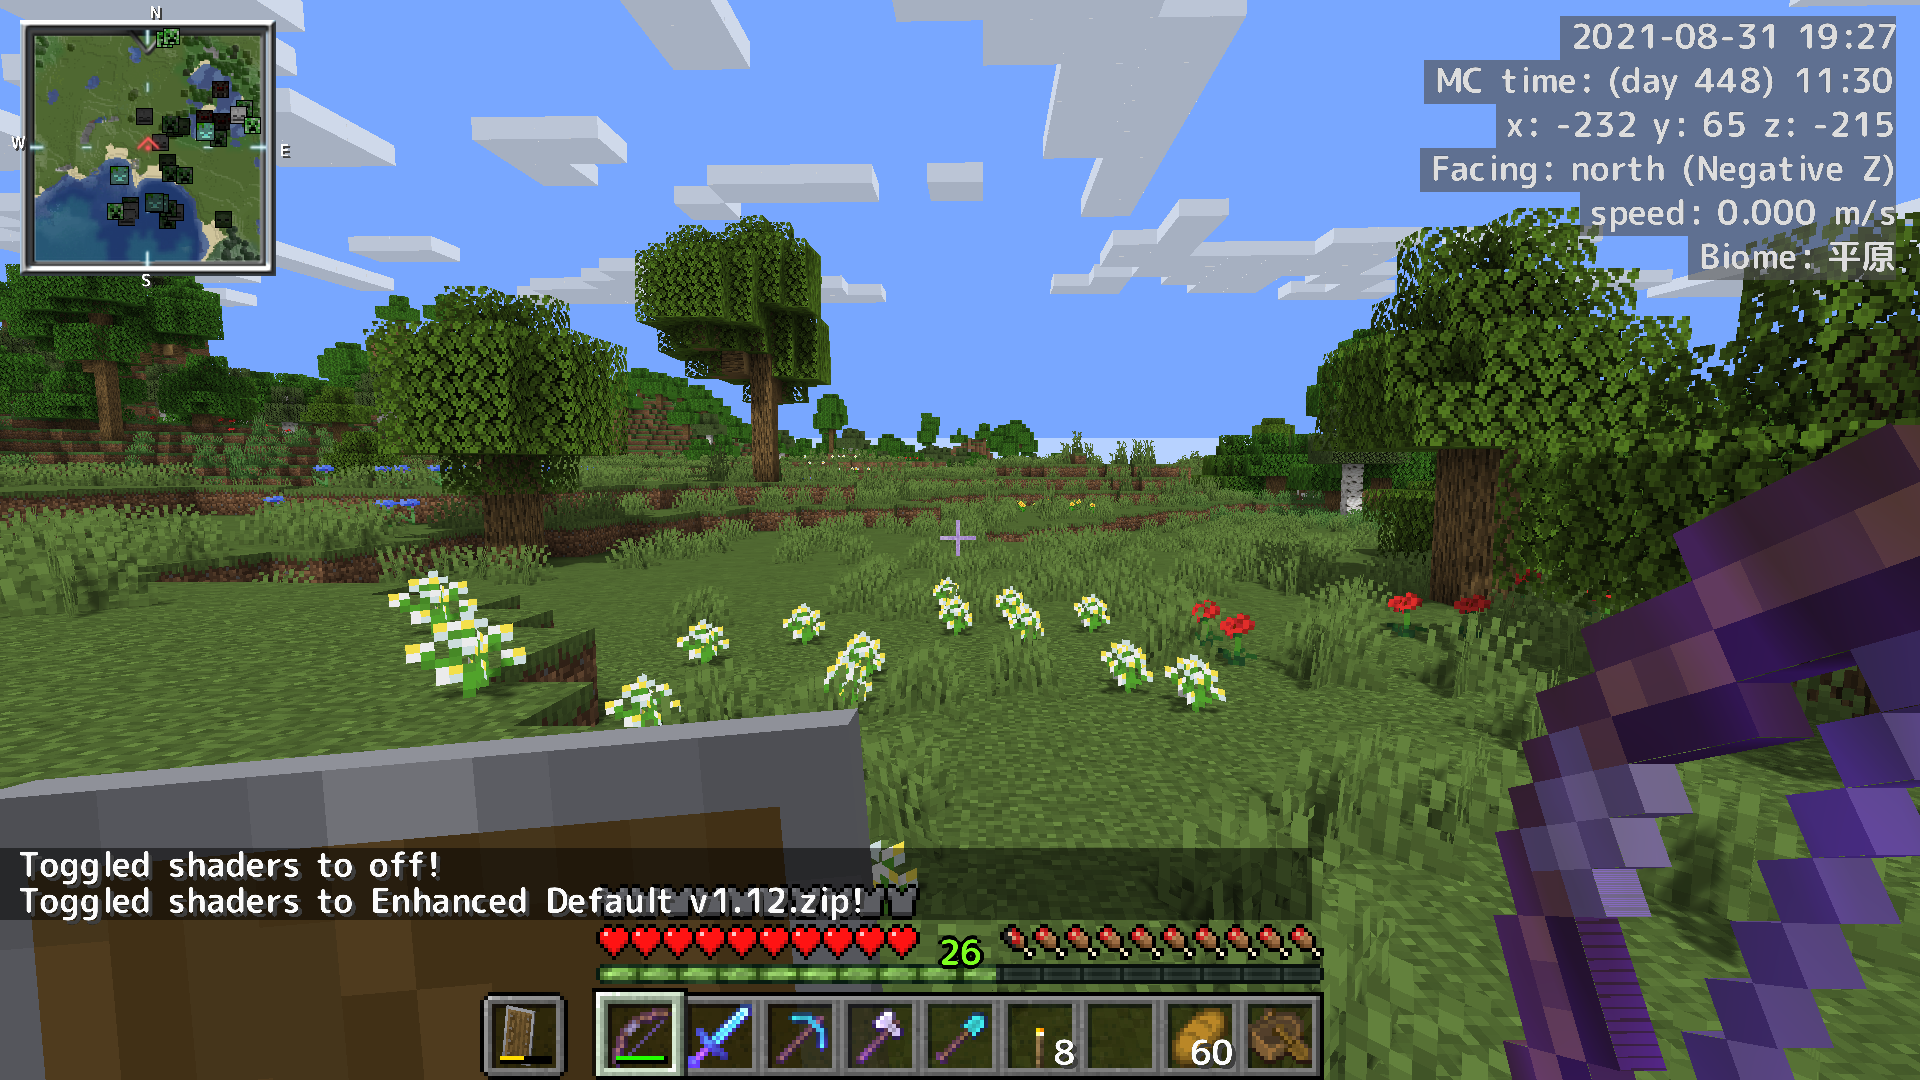 N
W
E
S
2021-08-31 19:27
MC time: (day 448) 11:30
x: -232 y: 65 z: -215
Facing: north (Negative Z)
speed: 0.000 m/s
Biome: 平原
Toggled shaders to off!
Toggled shaders to Enhanced Default v1.12.zip!
26
8
60